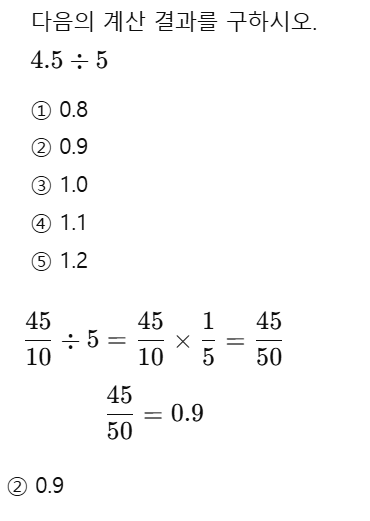 다음의 계산 결과를 구하시오.
4.5 ÷ 5
① 0.8
② 0.9
③ 1.0
④ 1.1
⑤ 1.2
45/10 ÷ 5 = 45/10 × 1/5 = 45/50
45/50 = 0.9
② 0.9